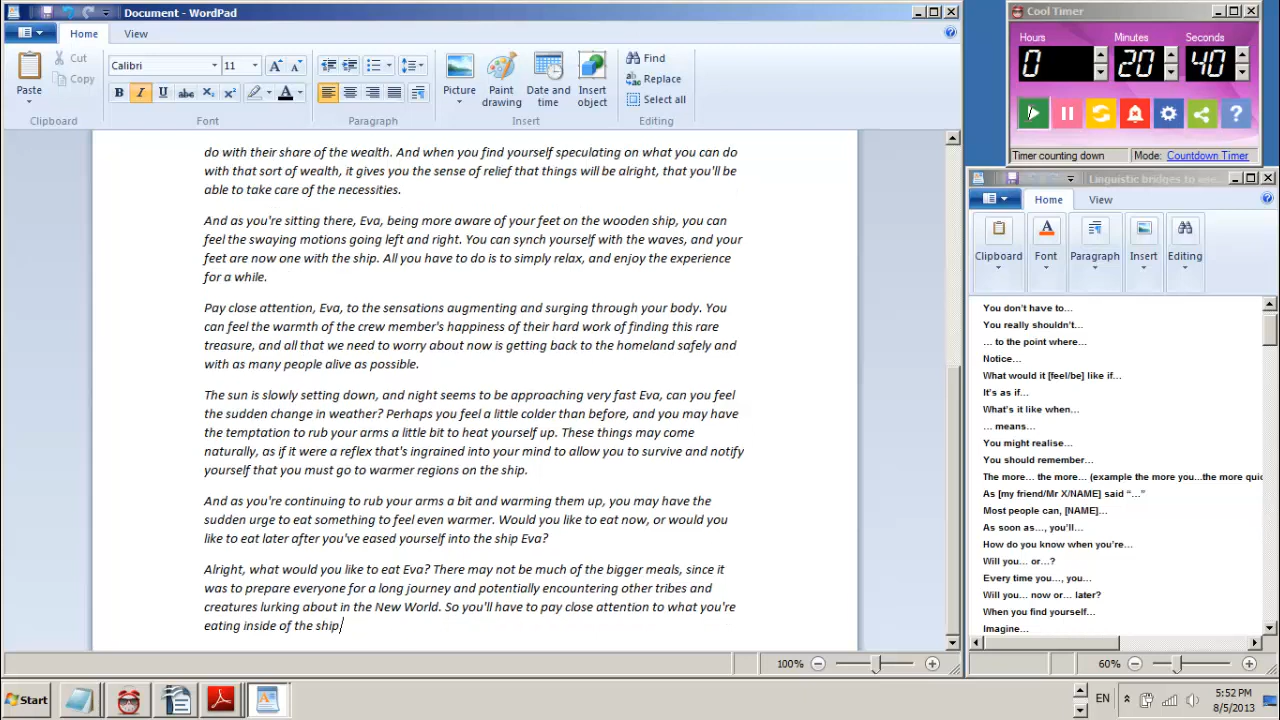 Document - WordPad
Cool Timer
Home
View
Hours
Minutes
Seconds
0
20
40
Paste
Cut
Copy
Calibri
11
Picture
Paint drawing
Date and time
Insert object
Find
Replace
Select all
Clipboard
Font
Paragraph
Insert
Editing
Timer counting down
Mode: Countdown Timer
do with their share of the wealth. And when you find yourself speculating on what you can do
with that sort of wealth, it gives you the sense of relief that things will be alright, that you'll be
able to take care of the necessities.
And as you're sitting there, Eva, being more aware of your feet on the wooden ship, you can
feel the swaying motions going left and right. You can synch yourself with the waves, and your
feet are now one with the ship. All you have to do is to simply relax, and enjoy the experience
for a while.
Pay close attention, Eva, to the sensations augmenting and surging through your body. You
can feel the warmth of the crew member's happiness of their hard work of finding this rare
treasure, and all that we need to worry about now is getting back to the homeland safely and
with as many people alive as possible.
The sun is slowly setting down, and night seems to be approaching very fast Eva, can you feel
the sudden change in weather? Perhaps you feel a little colder than before, and you may have
the temptation to rub your arms a little bit to heat yourself up. These things may come
naturally, as if it were a reflex that's ingrained into your mind to allow you to survive and notify
yourself that you must go to warmer regions on the ship.
And as you're continuing to rub your arms a bit and warming them up, you may have the
sudden urge to eat something to feel even warmer. Would you like to eat now, or would you
like to eat later after you've eased yourself into the ship Eva?
Alright, what would you like to eat Eva? There may not be much of the bigger meals, since it
was to prepare everyone for a long journey and potentially encountering other tribes and
creatures lurking about in the New World. So you'll have to pay close attention to what you're
eating inside of the ship
Linguistic bridges to
Home
View
Clipboard
Font
Paragraph
Insert
Editing
You don't have to…
You really shouldn't…
… to the point where…
Notice…
What would it [feel/be] like if…
It's as if…
What's it like when…
… means…
You might realise…
You should remember…
The more… the more… (example the more you...the more quic
As [my friend/Mr X/NAME] said “…”
Most people can, [NAME]…
As soon as…, you'll…
How do you know when you're…
Will you… or…?
Every time you…, you…
Will you… now or… later?
When you find yourself…
Imagine…
100%
60%
Start
EN
5:52 PM
8/5/2013